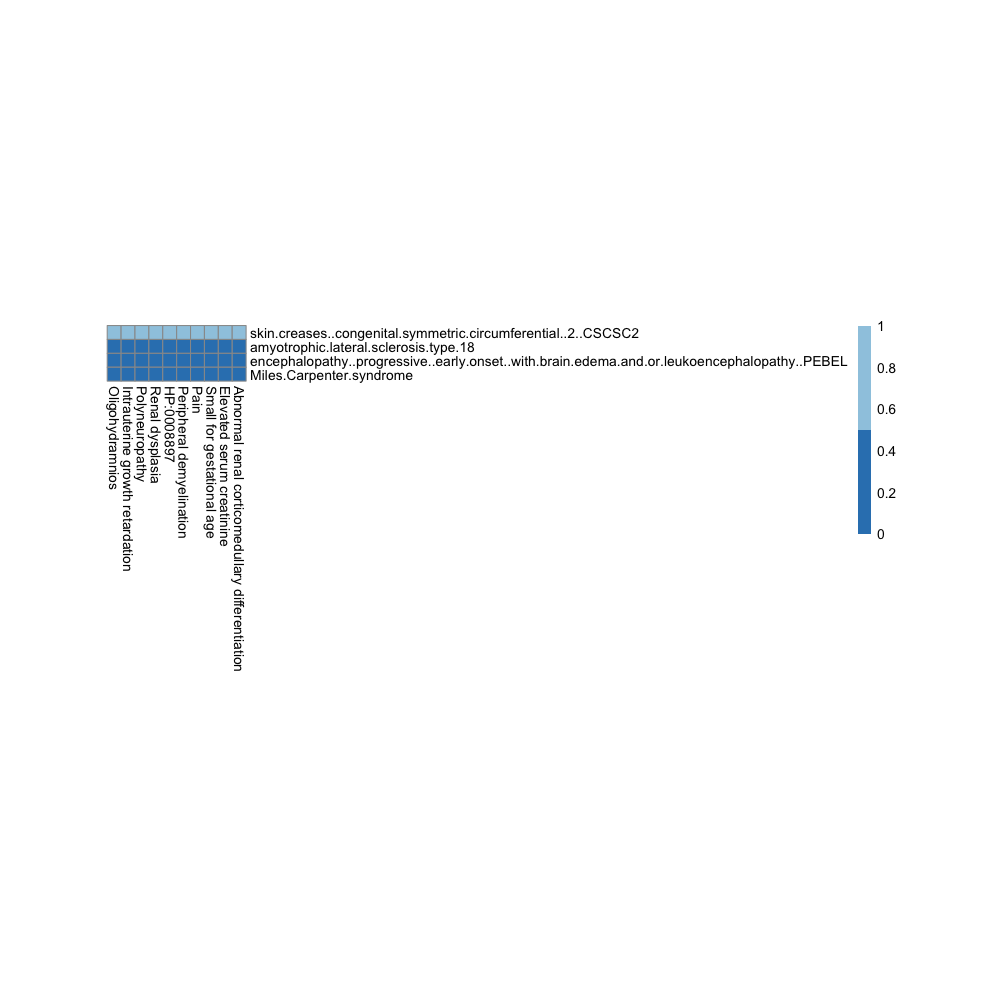 skin.creases..congenital.symmetric.circumferential..2..CSCSC2
amyotrophic.lateral.sclerosis.type.18
encephalopathy..progressive..early.onset..with.brain.edema.and.or.leukoencephalopathy..PEBEL
Miles.Carpenter.syndrome
Oligohydramnios
Intrauterine growth retardation
Polyneuropathy
Renal dysplasia
HP:0008897
Peripheral demyelination
Pain
Small for gestational age
Elevated serum creatinine
Abnormal renal corticomedullary differentiation
1
0.8
0.6
0.4
0.2
0